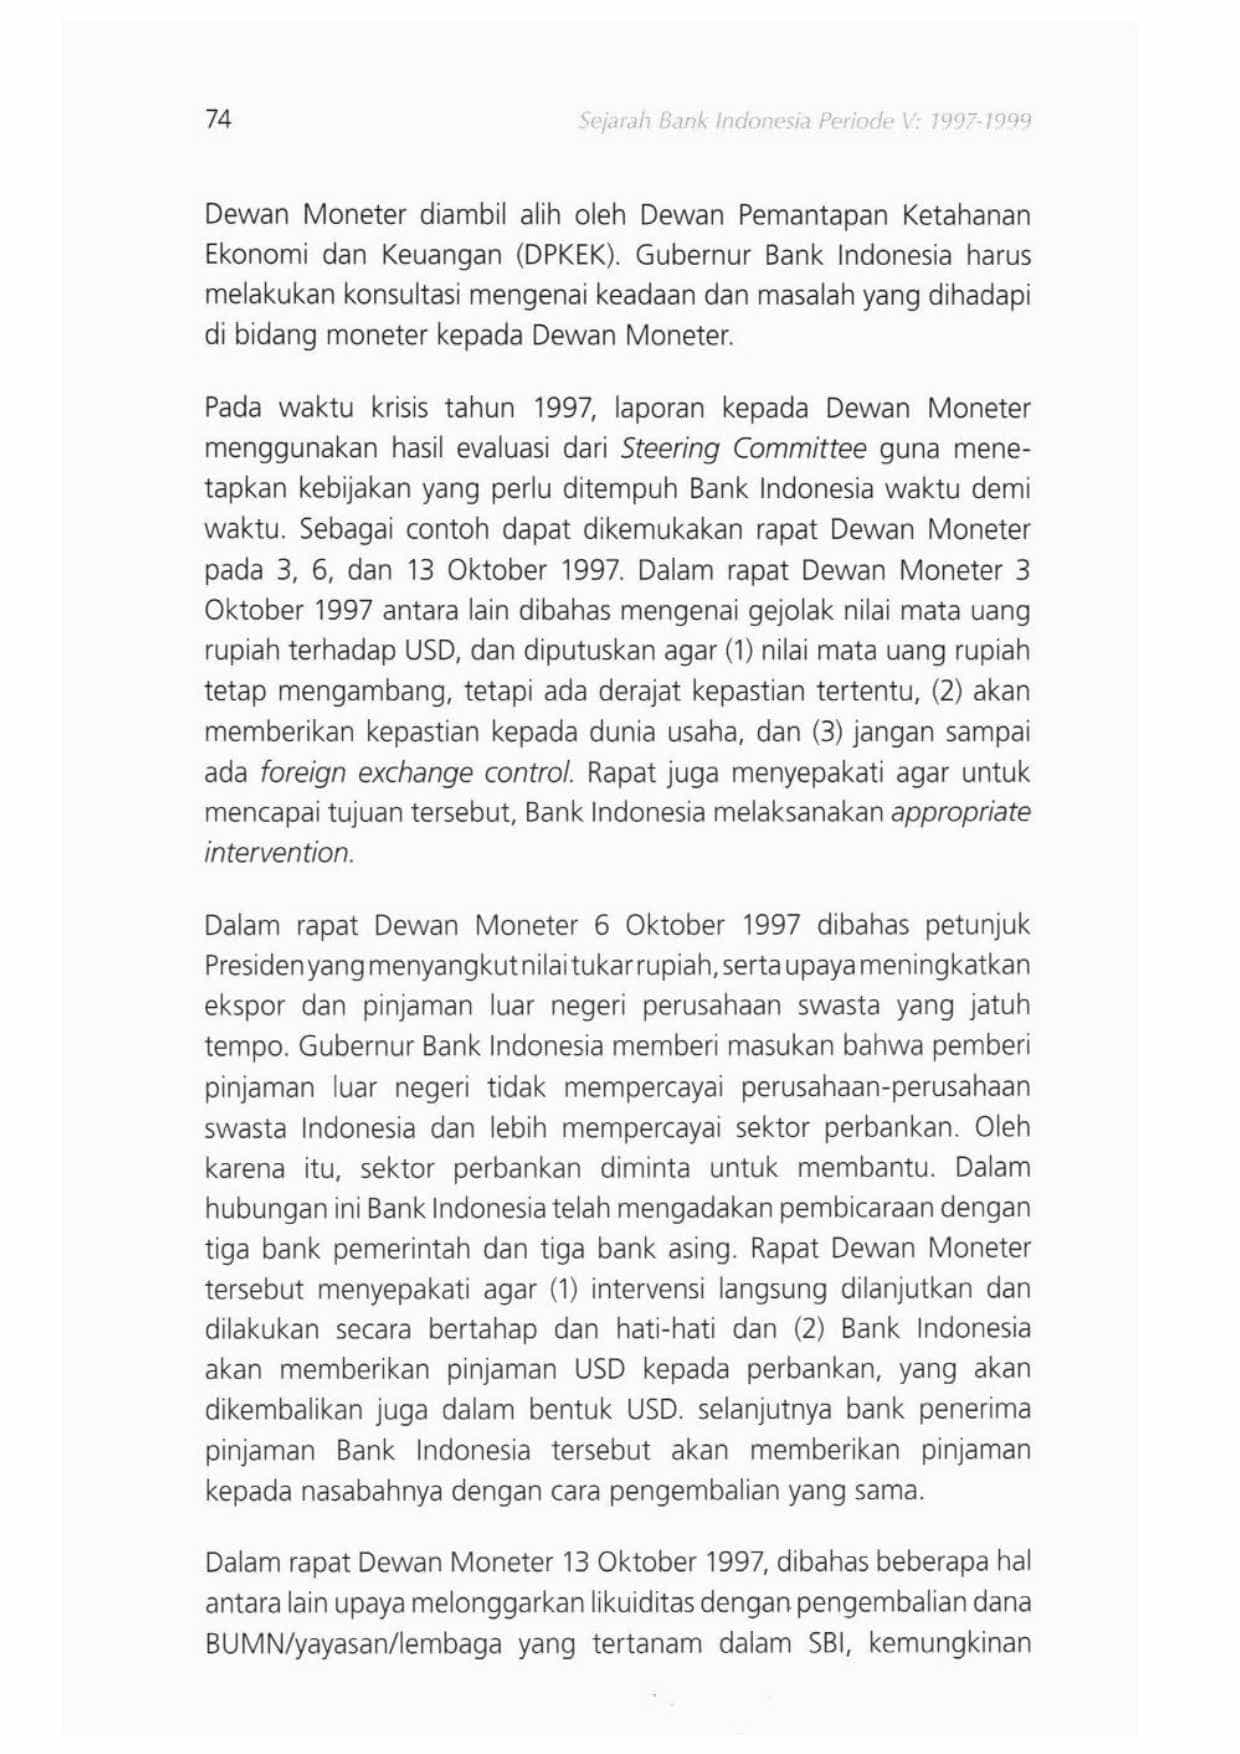 74
Sejarah Bank Indonesia Periode V: 1997-1999
Dewan Moneter diambil alih oleh Dewan Pemantapan Ketahanan
Ekonomi dan Keuangan (DPKEK). Gubernur Bank Indonesia harus
melakukan konsultasi mengenai keadaan dan masalah yang dihadapi
di bidang moneter kepada Dewan Moneter.
Pada waktu krisis tahun 1997, laporan kepada Dewan Moneter
menggunakan hasil evaluasi dari Steering Committee guna mene-
tapkan kebijakan yang perlu ditempuh Bank Indonesia waktu demi
waktu. Sebagai contoh dapat dikemukakan rapat Dewan Moneter
pada 3, 6, dan 13 Oktober 1997. Dalam rapat Dewan Moneter 3
Oktober 1997 antara lain dibahas mengenai gejolak nilai mata uang
rupiah terhadap USD, dan diputuskan agar (1) nilai mata uang rupiah
tetap mengambang, tetapi ada derajat kepastian tertentu, (2) akan
memberikan kepastian kepada dunia usaha, dan (3) jangan sampai
ada foreign exchange control. Rapat juga menyepakati agar untuk
mencapai tujuan tersebut, Bank Indonesia melaksanakan appropriate
intervention.
Dalam rapat Dewan Moneter 6 Oktober 1997 dibahas petunjuk
Presiden yang menyangkut nilai tukar rupiah, serta upaya meningkatkan
ekspor dan pinjaman luar negeri perusahaan swasta yang jatuh
tempo. Gubernur Bank Indonesia memberi masukan bahwa pemberi
pinjaman luar negeri tidak mempercayai perusahaan-perusahaan
swasta Indonesia dan lebih mempercayai sektor perbankan. Oleh
karena itu, sektor perbankan diminta untuk membantu. Dalam
hubungan ini Bank Indonesia telah mengadakan pembicaraan dengan
tiga bank pemerintah dan tiga bank asing. Rapat Dewan Moneter
tersebut menyepakati agar (1) intervensi langsung dilanjutkan dan
dilakukan secara bertahap dan hati-hati dan (2) Bank Indonesia
akan memberikan pinjaman USD kepada perbankan, yang akan
dikembalikan juga dalam bentuk USD. selanjutnya bank penerima
pinjaman Bank Indonesia tersebut akan memberikan pinjaman
kepada nasabahnya dengan cara pengembalian yang sama.
Dalam rapat Dewan Moneter 13 Oktober 1997, dibahas beberapa hal
antara lain upaya melonggarkan likuiditas dengan pengembalian dana
BUMN/yayasan/lembaga yang tertanam dalam SBI, kemungkinan